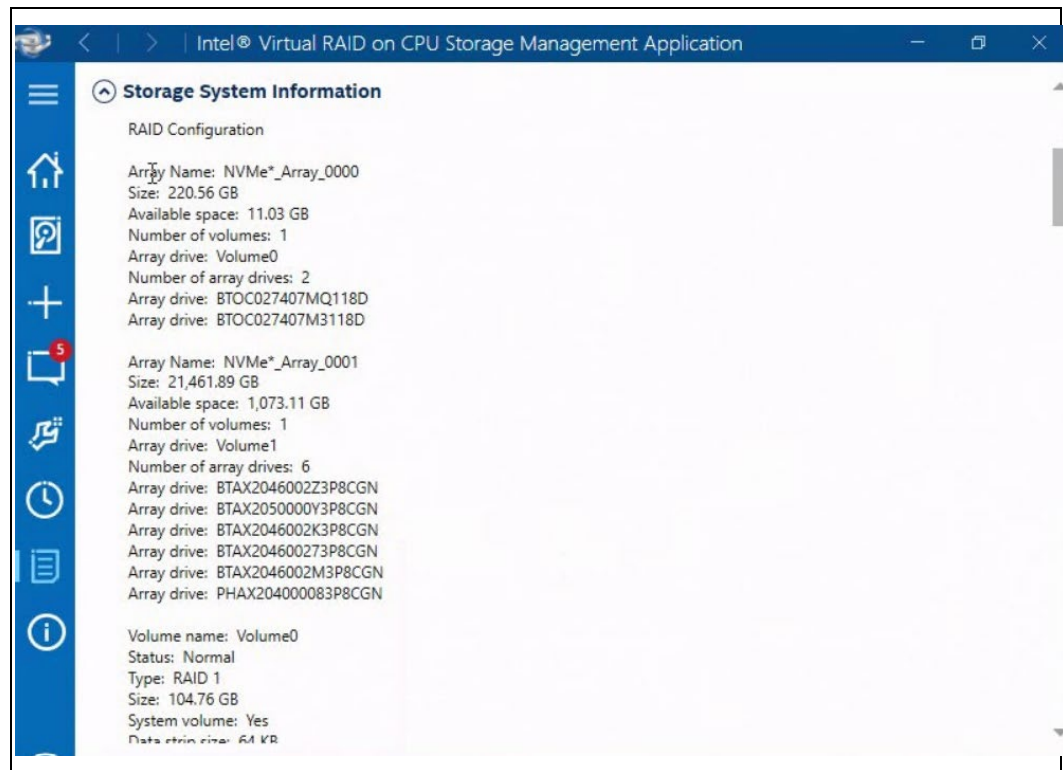 Intel® Virtual RAID on CPU Storage Management Application
Storage System Information
RAID Configuration
Array Name: NVMe*_Array_0000
Size: 220.56 GB
Available space: 11.03 GB
Number of volumes: 1
Array drive: Volume0
Number of array drives: 2
Array drive: BTOC027407MQ118D
Array drive: BTOC027407M3118D
5
Array Name: NVMe*_Array_0001
Size: 21,461.89 GB
Available space: 1,073.11 GB
Number of volumes: 1
Array drive: Volume1
Number of array drives: 6
Array drive: BTAX2046002Z3P8CGN
Array drive: BTAX2050000Y3P8CGN
Array drive: BTAX2046002K3P8CGN
Array drive: BTAX204600273P8CGN
Array drive: BTAX2046002M3P8CGN
Array drive: PHAX204000083P8CGN
Volume name: Volume0
Status: Normal
Type: RAID 1
Size: 104.76 GB
System volume: Yes
Data strip size: 64 KB